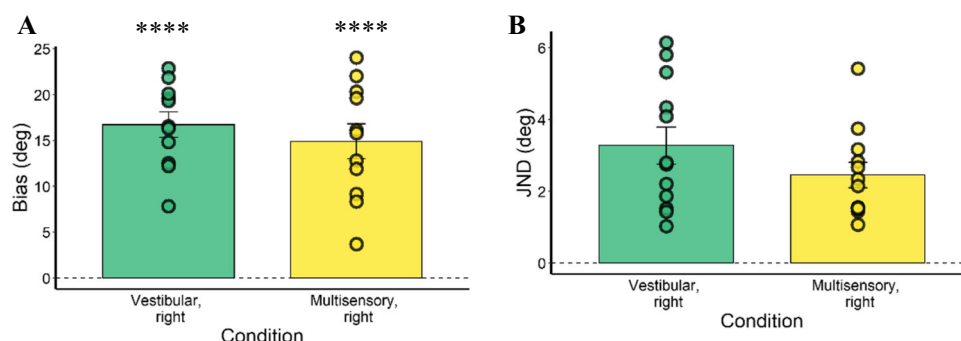 A
****
****
Bias (deg)
25
20
15
10
5
0
Vestibular,
right
Multisensory,
right
Condition
B
JND (deg)
6
4
2
0
Vestibular,
right
Multisensory,
right
Condition